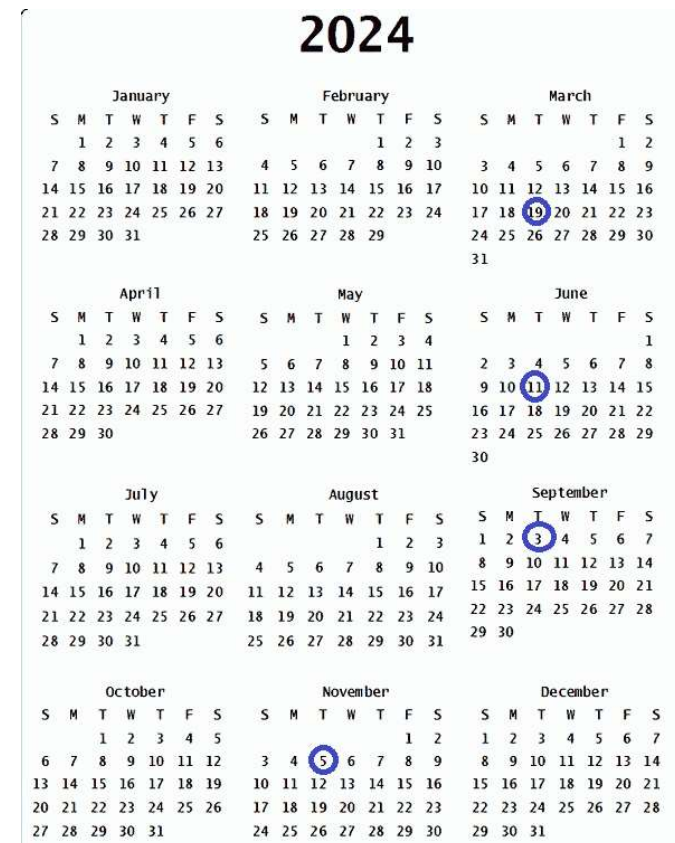 2024
January February March
S M T W T F S S M T W T F S S M T W T F S
1 2 3 4 5 6 1 2 3 1 2
7 8 9 10 11 12 13 4 5 6 7 8 9 10 3 4 5 6 7 8 9
14 15 16 17 18 19 20 11 12 13 14 15 16 17 10 11 12 13 14 15 16
21 22 23 24 25 26 27 18 19 20 21 22 23 24 17 18 19 20 21 22 23
28 29 30 31 25 26 27 28 29 24 25 26 27 28 29 30
31
April May June
S M T W T F S S M T W T F S S M T W T F S
1 2 3 4 5 6 1 2 3 4 1
7 8 9 10 11 12 13 5 6 7 8 9 10 11 2 3 4 5 6 7 8
14 15 16 17 18 19 20 12 13 14 15 16 17 18 9 10 11 12 13 14 15
21 22 23 24 25 26 27 19 20 21 22 23 24 25 16 17 18 19 20 21 22
28 29 30 26 27 28 29 30 31 23 24 25 26 27 28 29
30
July August September
S M T W T F S S M T W T F S S M T W T F S
1 2 3 4 5 6 1 2 3 1 2 3 4 5 6 7
7 8 9 10 11 12 13 4 5 6 7 8 9 10 8 9 10 11 12 13 14
14 15 16 17 18 19 20 11 12 13 14 15 16 17 15 16 17 18 19 20 21
21 22 23 24 25 26 27 18 19 20 21 22 23 24 22 23 24 25 26 27 28
28 29 30 31 25 26 27 28 29 30 31 29 30
October November December
S M T W T F S S M T W T F S S M T W T F S
1 2 3 4 5 1 2 1 2 3 4 5 6 7
6 7 8 9 10 11 12 3 4 5 6 7 8 9 8 9 10 11 12 13 14
13 14 15 16 17 18 19 10 11 12 13 14 15 16 15 16 17 18 19 20 21
20 21 22 23 24 25 26 17 18 19 20 21 22 23 22 23 24 25 26 27 28
27 28 29 30 31 24 25 26 27 28 29 30 29 30 31